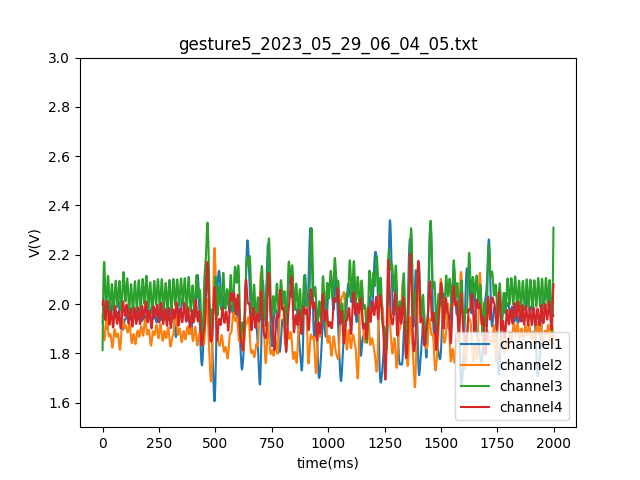 gesture5_2023_05_29_06_04_05.txt
3.0
2.8
2.6
2.4
2.2
2.0
1.8
1.6
V(V)
channel1
channel2
channel3
channel4
0 250 500 750 1000 1250 1500 1750 2000
time(ms)